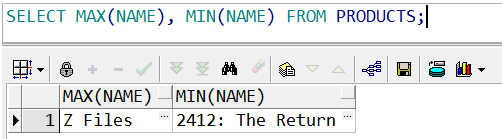 SELECT MAX(NAME), MIN(NAME) FROM PRODUCTS;
MAX(NAME) MIN(NAME)
1 Z Files ... 2412: The Return ...